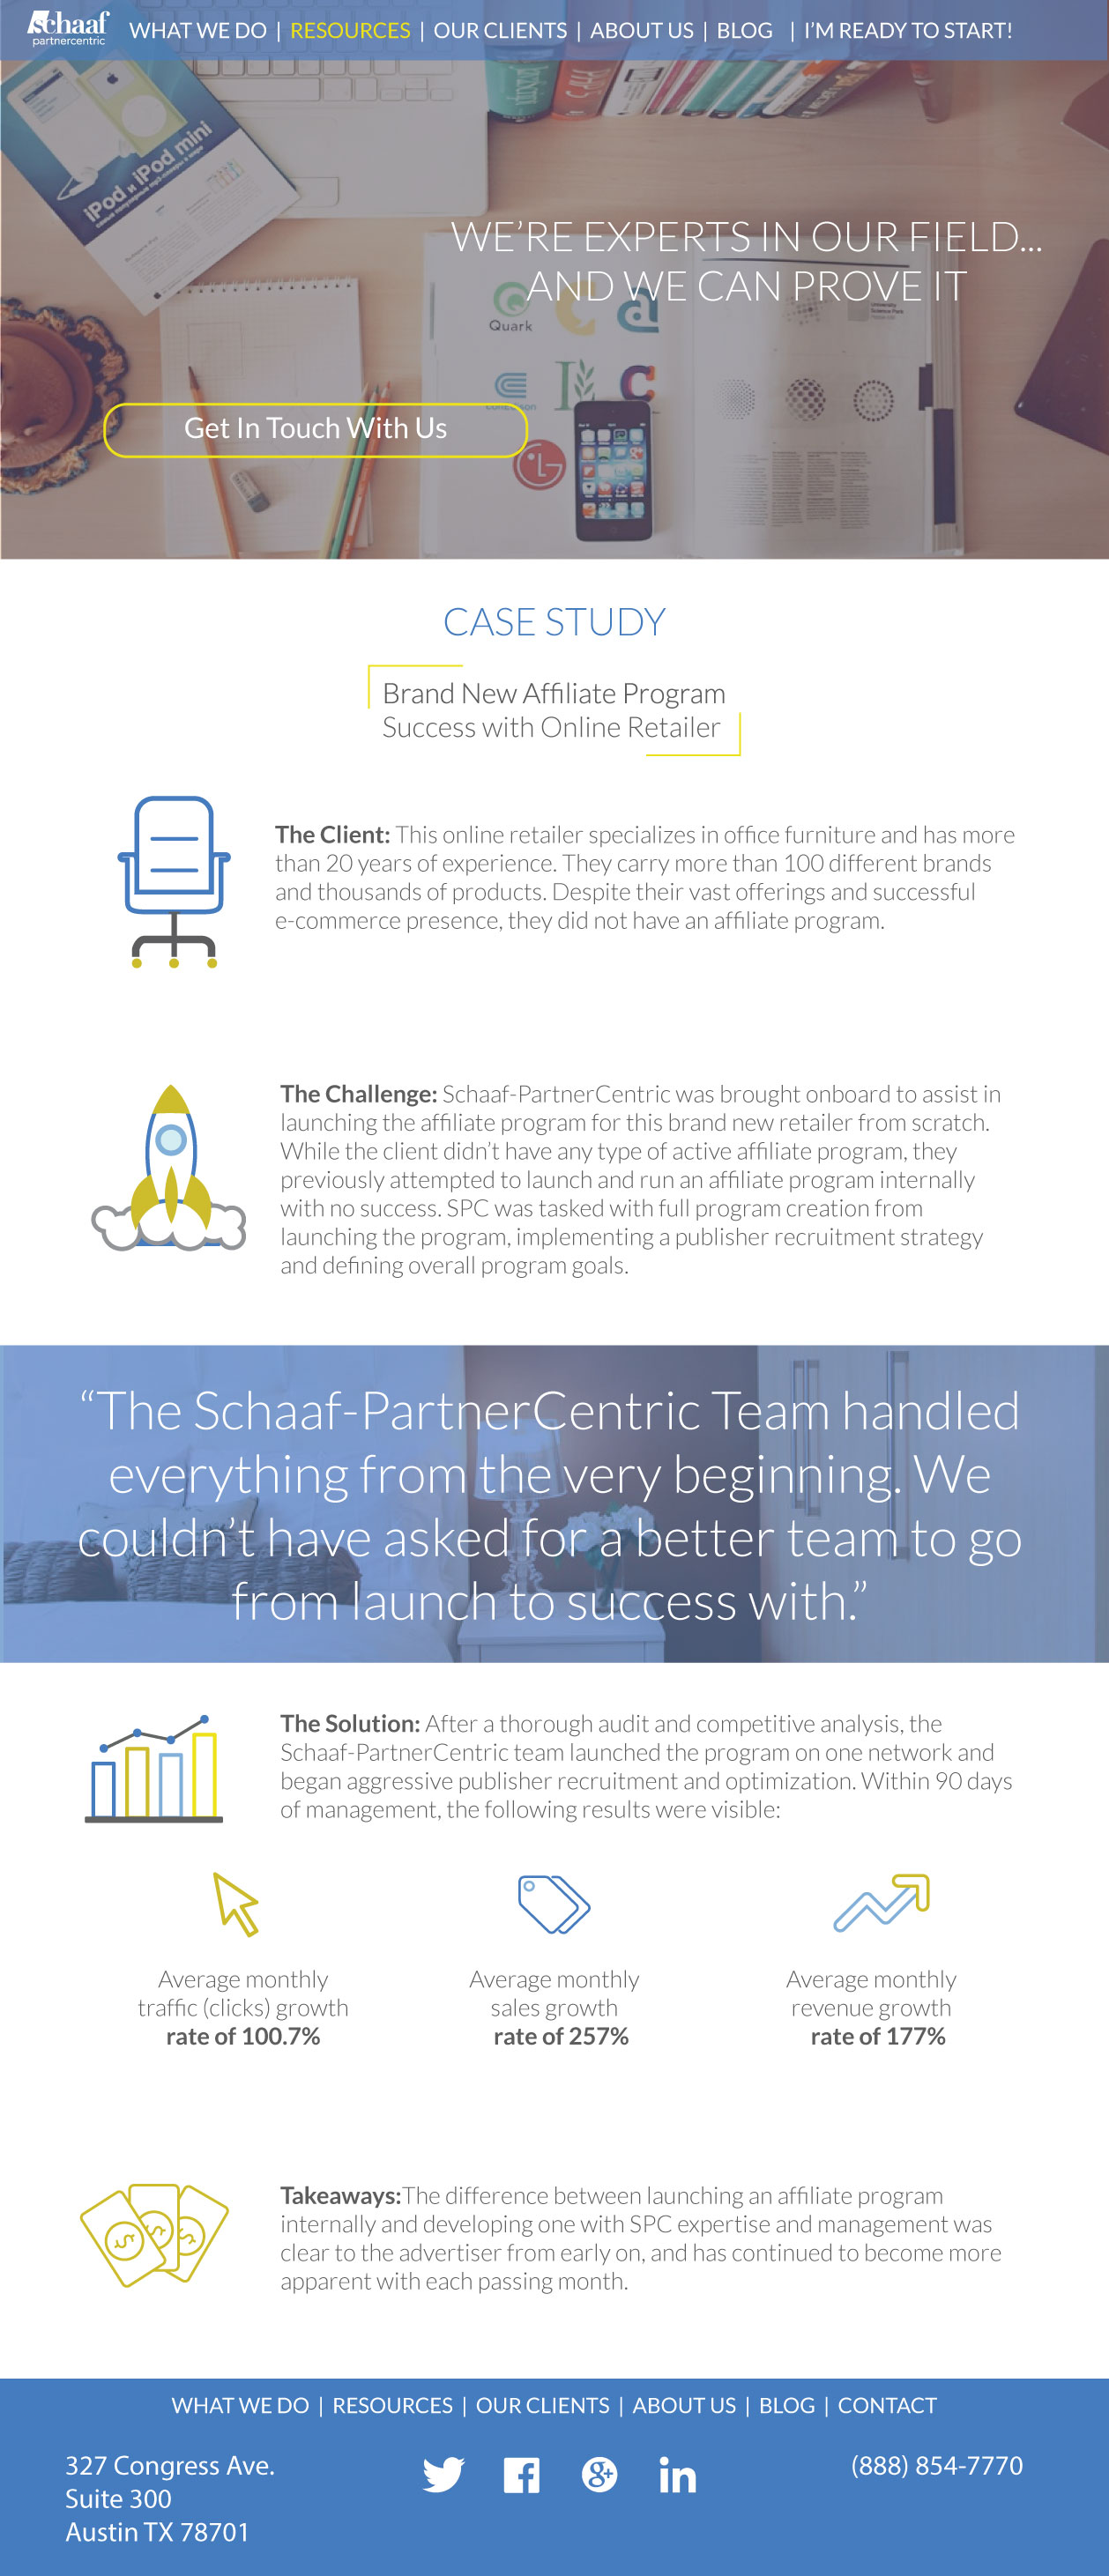 Schaaf
partnercentric
WHAT WE DO | RESOURCES | OUR CLIENTS | ABOUT US | BLOG | I'M READY TO START!
iPod и iPod mini
WE'RE EXPERTS IN OUR FIELD...
AND WE CAN PROVE IT
Quark
Get In Touch With Us
CASE STUDY
Brand New Affiliate Program
Success with Online Retailer
The Client: This online retailer specializes in office furniture and has more
than 20 years of experience. They carry more than 100 different brands
and thousands of products. Despite their vast offerings and successful
e-commerce presence, they did not have an affiliate program.
The Challenge: Schaaf-PartnerCentric was brought onboard to assist in
launching the affiliate program for this brand new retailer from scratch.
While the client didn't have any type of active affiliate program, they
previously attempted to launch and run an affiliate program internally
with no success. SPC was tasked with full program creation from
launching the program, implementing a publisher recruitment strategy
and defining overall program goals.
“The Schaaf-PartnerCentric Team handled
everything from the very beginning. We
couldn't have asked for a better team to go
from launch to success with.”
The Solution: After a thorough audit and competitive analysis, the
Schaaf-PartnerCentric team launched the program on one network and
began aggressive publisher recruitment and optimization. Within 90 days
of management, the following results were visible:
Average monthly
traffic (clicks) growth
rate of 100.7%
Average monthly
sales growth
rate of 257%
Average monthly
revenue growth
rate of 177%
Takeaways:The difference between launching an affiliate program
internally and developing one with SPC expertise and management was
clear to the advertiser from early on, and has continued to become more
apparent with each passing month.
WHAT WE DO | RESOURCES | OUR CLIENTS | ABOUT US | BLOG | CONTACT
327 Congress Ave.
Suite 300
Austin TX 78701
(888) 854-7770